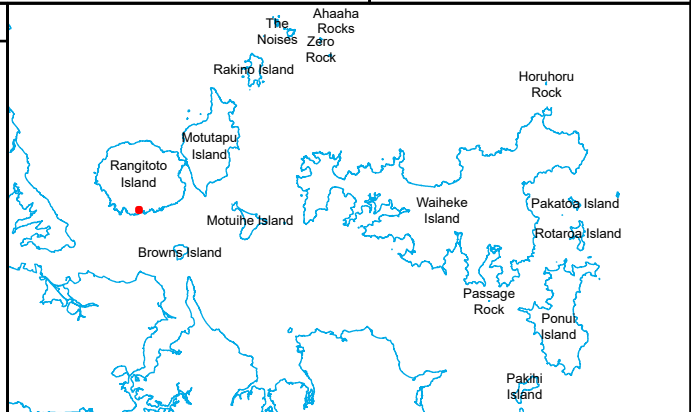 The
Noises
Ahaaha
Rocks
Zero
Rock
Rakino Island
Horuhoru
Rock
Motutapu
Island
Rangitoto
Island
Waiheke
Island
Pakatoa Island
Motuihe Island
Rotaroa Island
Browns Island
Passage
Rock
Ponui
Island
Pakihi
Island